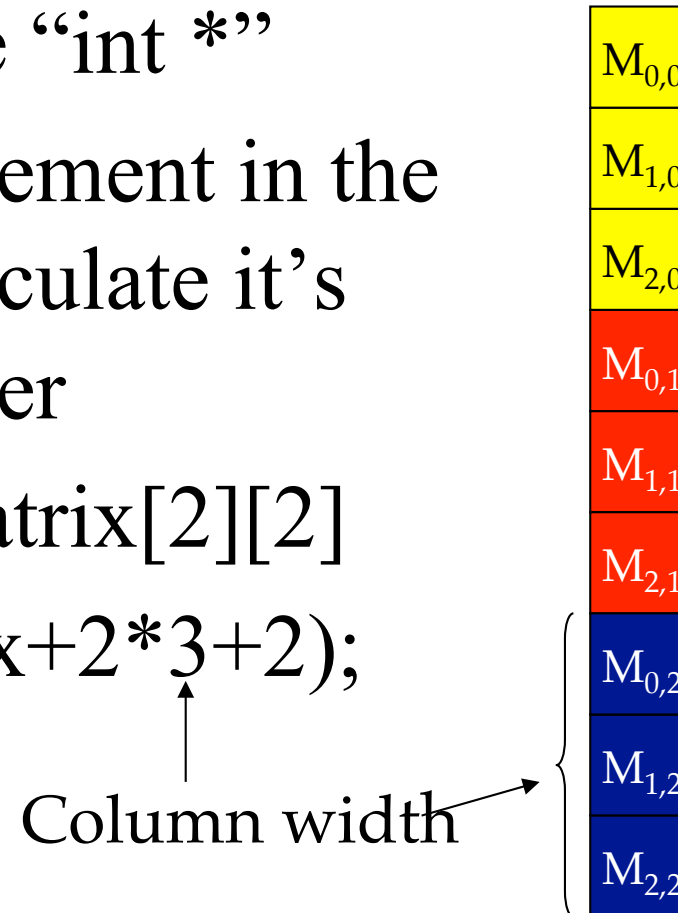 e “int *”
ement in the
culate it’s
er
atrix[2][2]
x+2*3+2);
Column width
M0,0
M1,0
M2,0
M0,1
M1,1
M2,1
M0,2
M1,2
M2,2